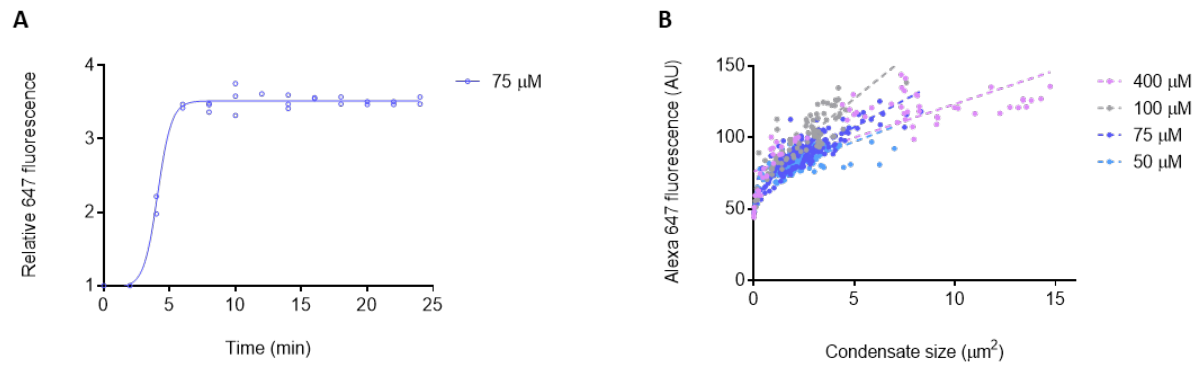 A
Relative 647 fluorescence
4
3
2
1
0
5
10
15
20
25
Time (min)
75 μM
B
Alexa 647 fluorescence (AU)
150
100
50
0
0
5
10
15
Condensate size (μm²)
400 μM
100 μM
75 μM
50 μM